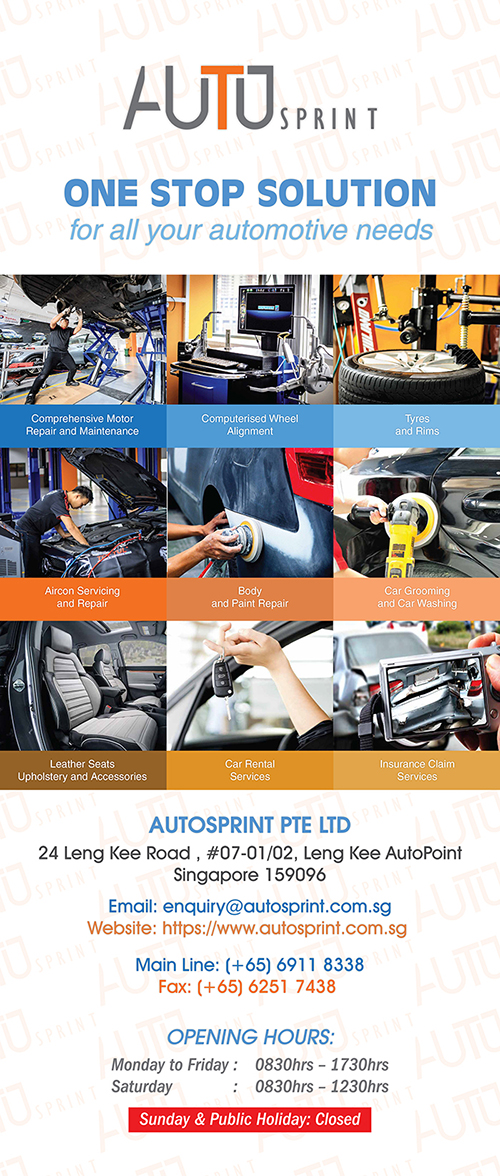 AUTO SPRINT
ONE STOP SOLUTION
for all your automotive needs
Comprehensive Motor
Repair and Maintenance
Computerised Wheel
Alignment
Tyres
and Rims
Aircon Servicing
and Repair
Body
and Paint Repair
Car Grooming
and Car Washing
Leather Seats
Upholstery and Accessories
Car Rental
Services
Insurance Claim
Services
AUTOSPRINT PTE LTD
24 Leng Kee Road , #07-01/02, Leng Kee AutoPoint
Singapore 159096
Email: enquiry@autosprint.com.sg
Website: https://www.autosprint.com.sg
Main Line: (+65) 6911 8338
Fax: (+65) 6251 7438
OPENING HOURS:
Monday to Friday : 0830hrs – 1730hrs
Saturday : 0830hrs – 1230hrs
Sunday & Public Holiday: Closed